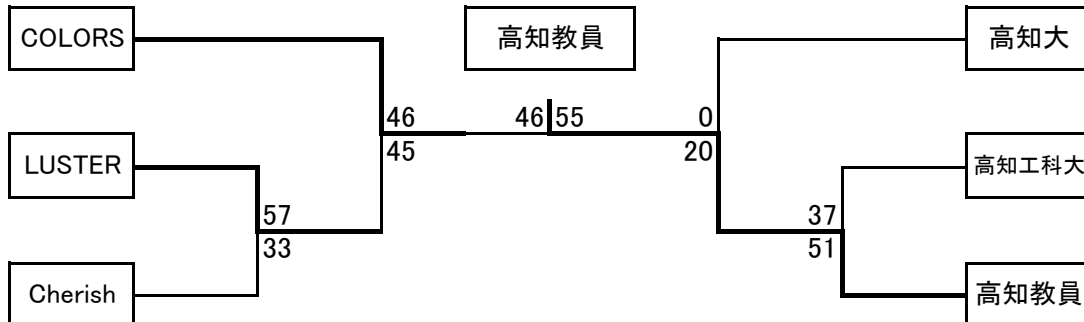 COLORS
高知教員
高知大
46
46 55
0
45
20
LUSTER
高知工科大
57
37
33
51
Cherish
高知教員